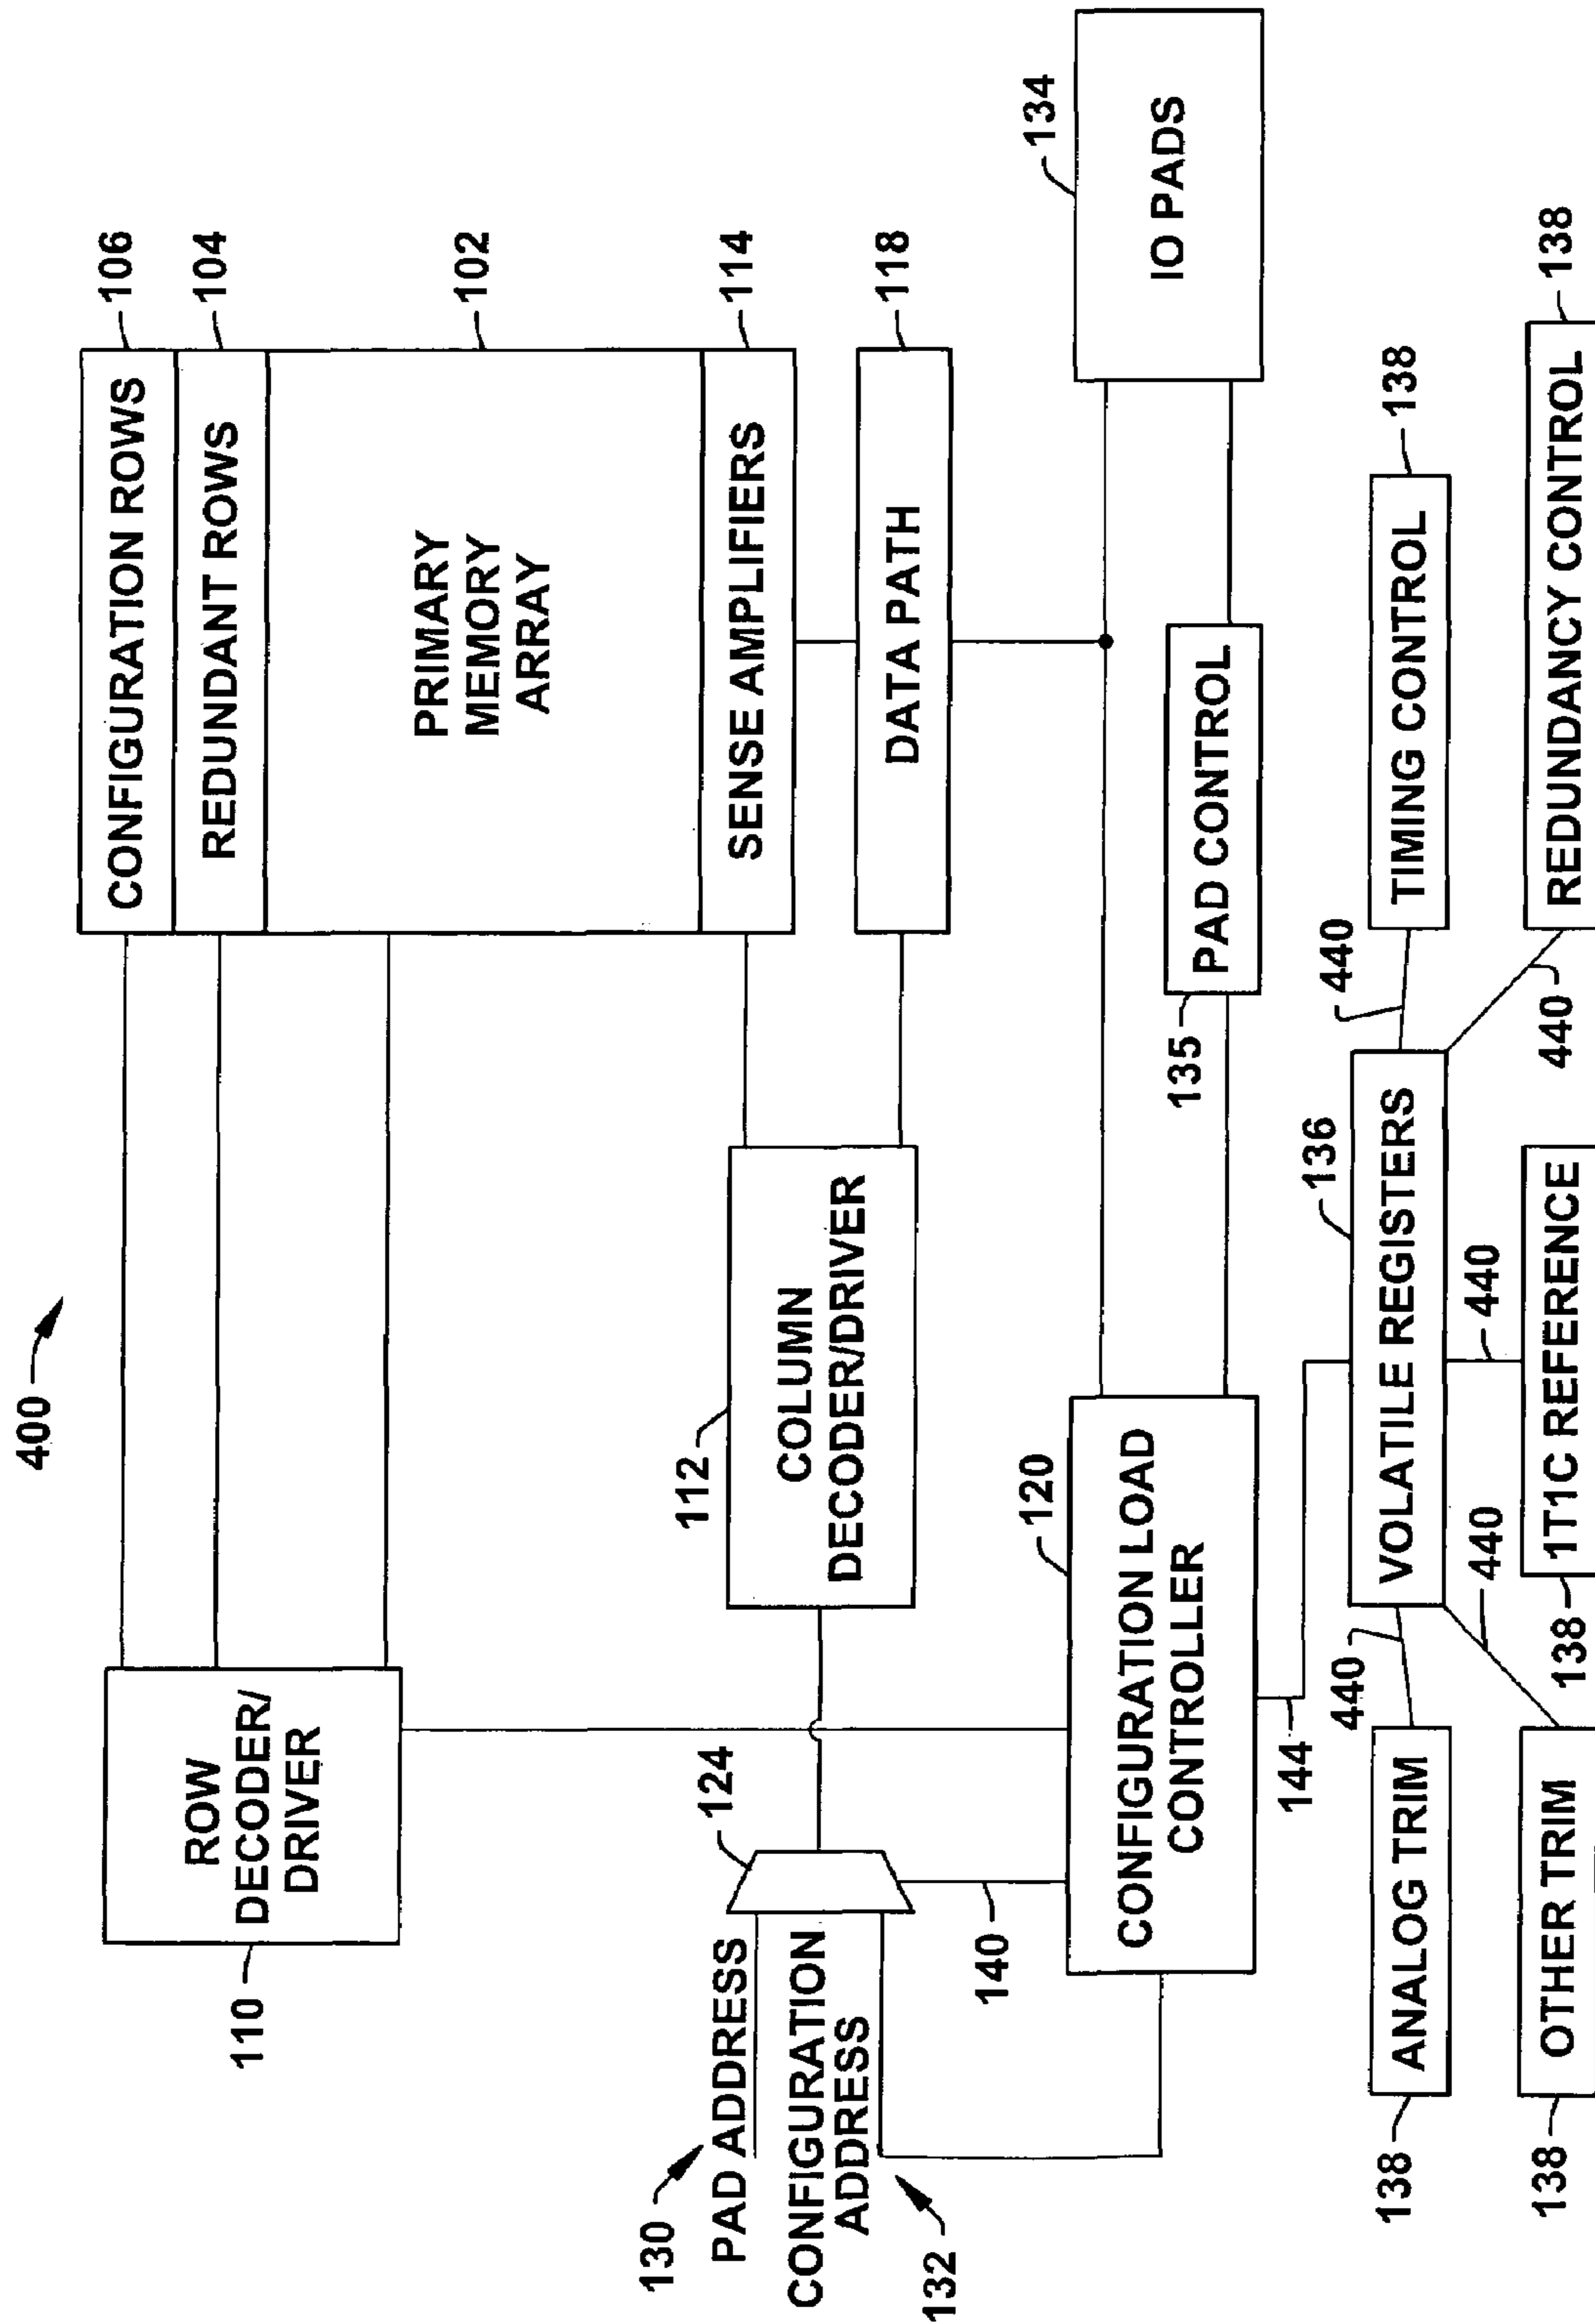 400
CONFIGURATION ROWS
106
REDUNDANT ROWS
104
PRIMARY
MEMORY
ARRAY
102
SENSE AMPLIFIERS
114
DATA PATH
118
ROW
DECODER/
DRIVER
110
COLUMN
DECODER/DRIVER
112
124
130
PAD ADDRESS
CONFIGURATION
ADDRESS
132
140
CONFIGURATION LOAD
CONTROLLER
120
144
IO PADS
134
PAD CONTROL
135
VOLATILE REGISTERS
136
ANALOG TRIM
138
440
OTHER TRIM
138
440
1T1C REFERENCE
138
440
TIMING CONTROL
138
440
REDUNDANCY CONTROL
138
440